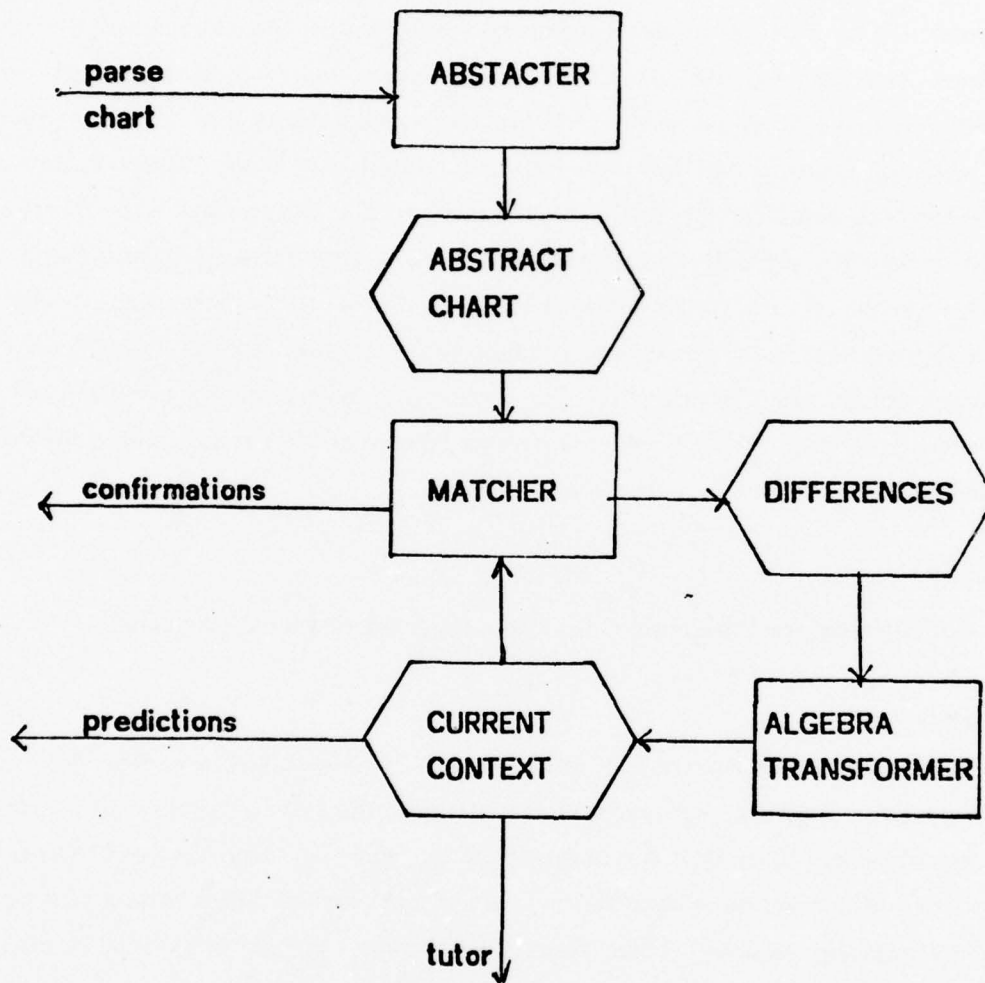 parse
chart
ABSTACTER
ABSTRACT
CHART
confirmations
MATCHER
DIFFERENCES
predictions
CURRENT
CONTEXT
ALGEBRA
TRANSFORMER
tutor